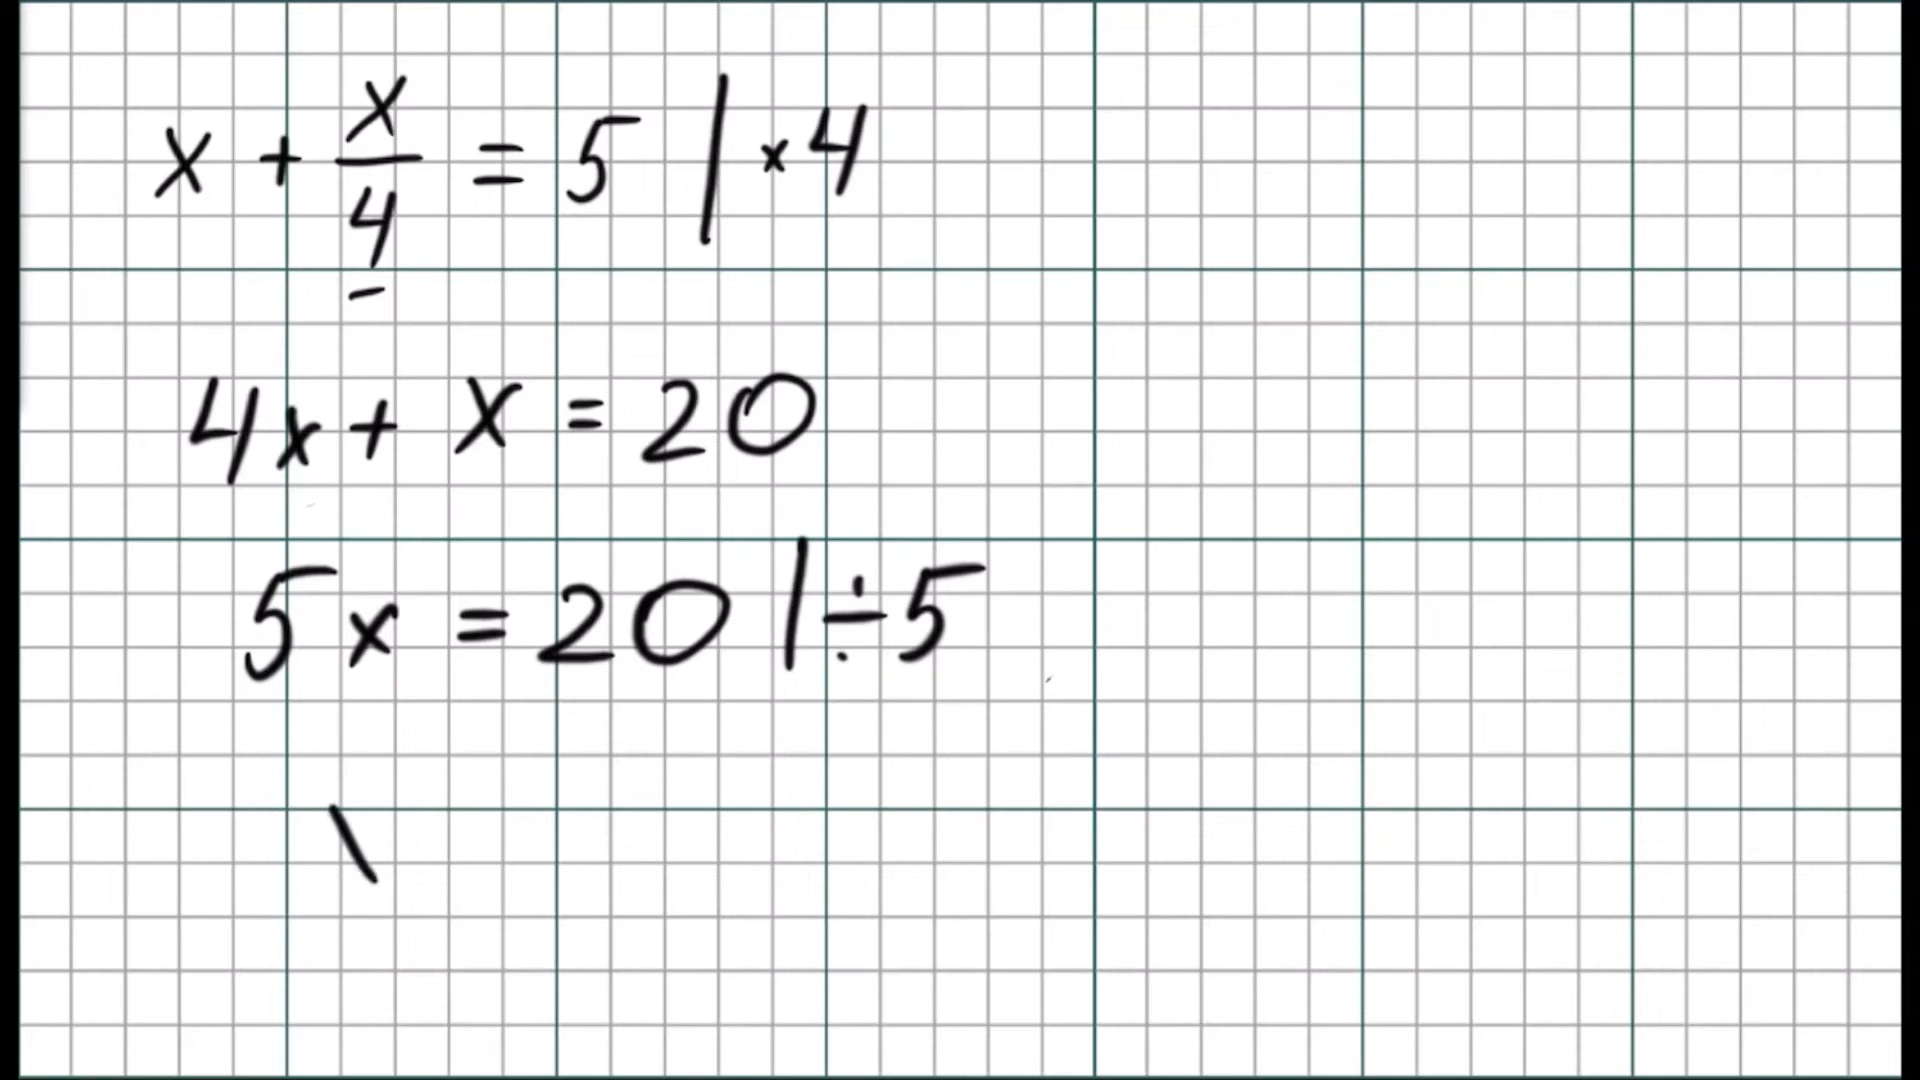 x + x/4 = 5 | × 4
4x + x = 20
5x = 20 | ÷ 5